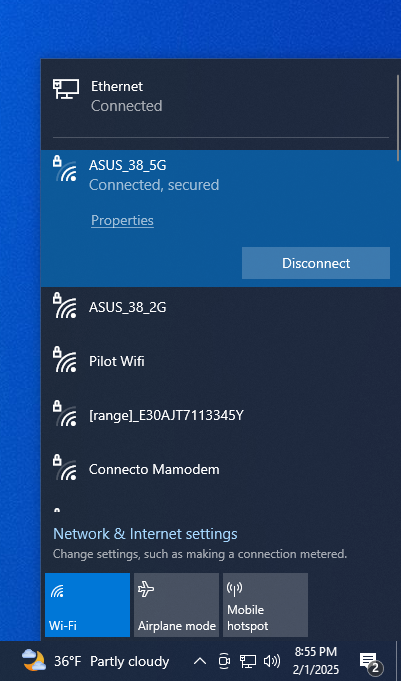 Ethernet
Connected
ASUS_38_5G
Connected, secured
Properties
Disconnect
ASUS_38_2G
Pilot Wifi
[range]_E30AJT7113345Y
Connecto Mamodem
Network & Internet settings
Change settings, such as making a connection metered.
Wi-Fi
Airplane mode
Mobile
hotspot
36°F Partly cloudy
8:55 PM
2/1/2025
2